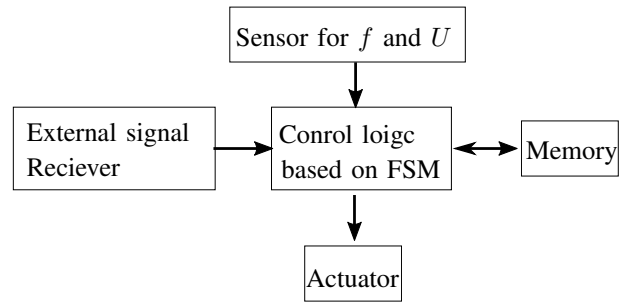 Sensor for f and U
External signal
Reciever
Conrol loigc
based on FSM
Memory
Actuator